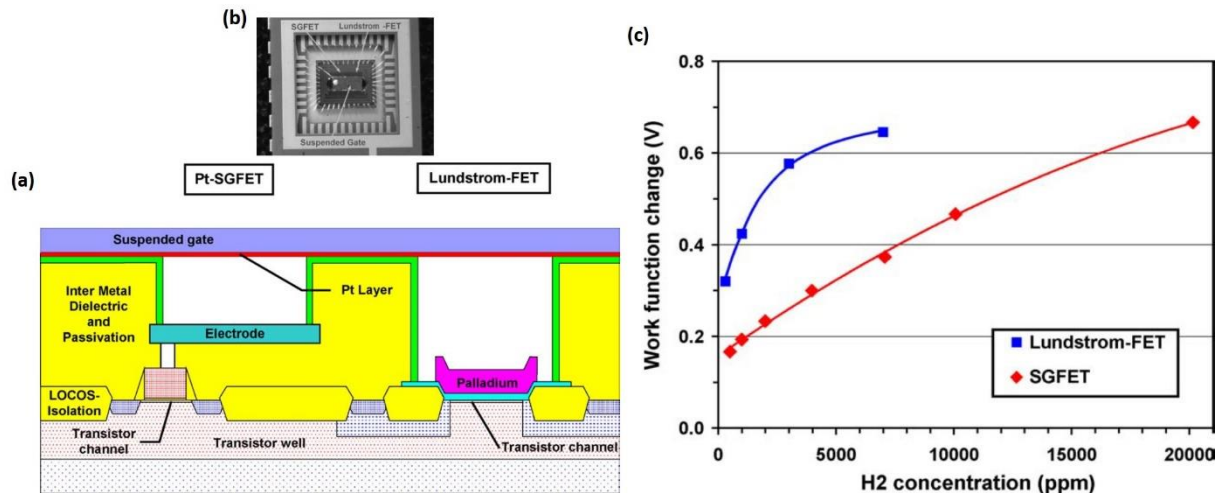 (b)
SGFET Lundstrom -FET
Suspended Gate
(a)
Pt-SGFET
Lundstrom-FET
Suspended gate
Inter Metal
Dielectric
and
Passivation
Pt Layer
Electrode
Palladium
LOCOS-
Isolation
Transistor
channel
Transistor well
Transistor channel
(c)
Work function change (V)
0.8
0.6
0.4
0.2
0.0
Lundstrom-FET
SGFET
0
5000
10000
15000
20000
H2 concentration (ppm)